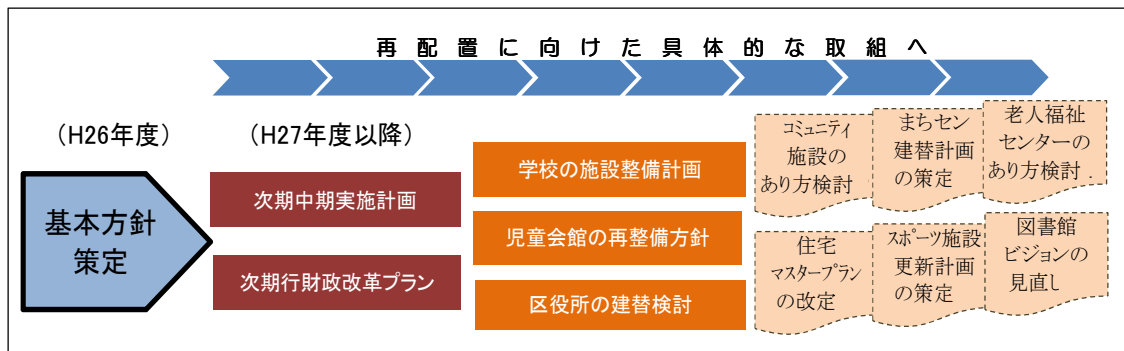 再配置に向けた具体的な取組へ
（H26年度）
（H27年度以降）
基本方針
策定
次期中期実施計画
次期行財政改革プラン
学校の施設整備計画
児童会館の再整備方針
区役所の建替検討
コミュニティ
施設の
あり方検討
まちセン
建替計画
の策定
老人福祉
センターの
あり方検討．
住宅
マスタープラン
の改定
スポーツ施設
更新計画
の策定
図書館
ビジョンの
見直し